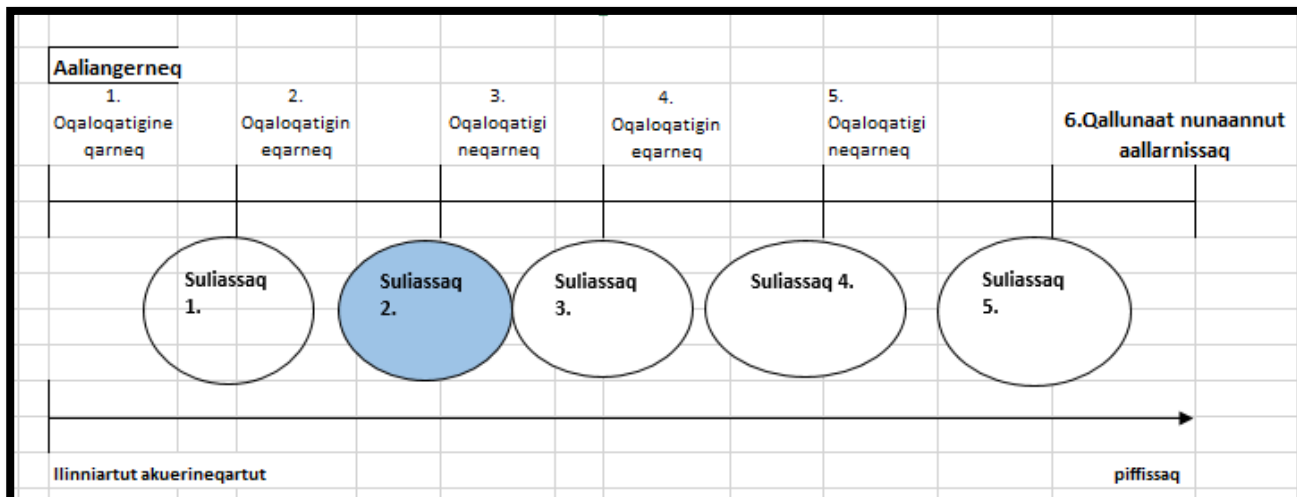 Aaliangerneq
1.
Oqaloqatigine
qarneq
2.
Oqaloqatigin
eqarneq
3.
Oqaloqatigi
neqarneq
4.
Oqaloqatigin
eqarneq
5.
Oqaloqatigi
neqarneq
6.Qallunaat nunaannut
aallarnissaq
Suliassaq
1.
Suliassaq
2.
Suliassaq
3.
Suliassaq 4.
Suliassaq
5.
Ilinniartut akuerineqartut
piffissaq